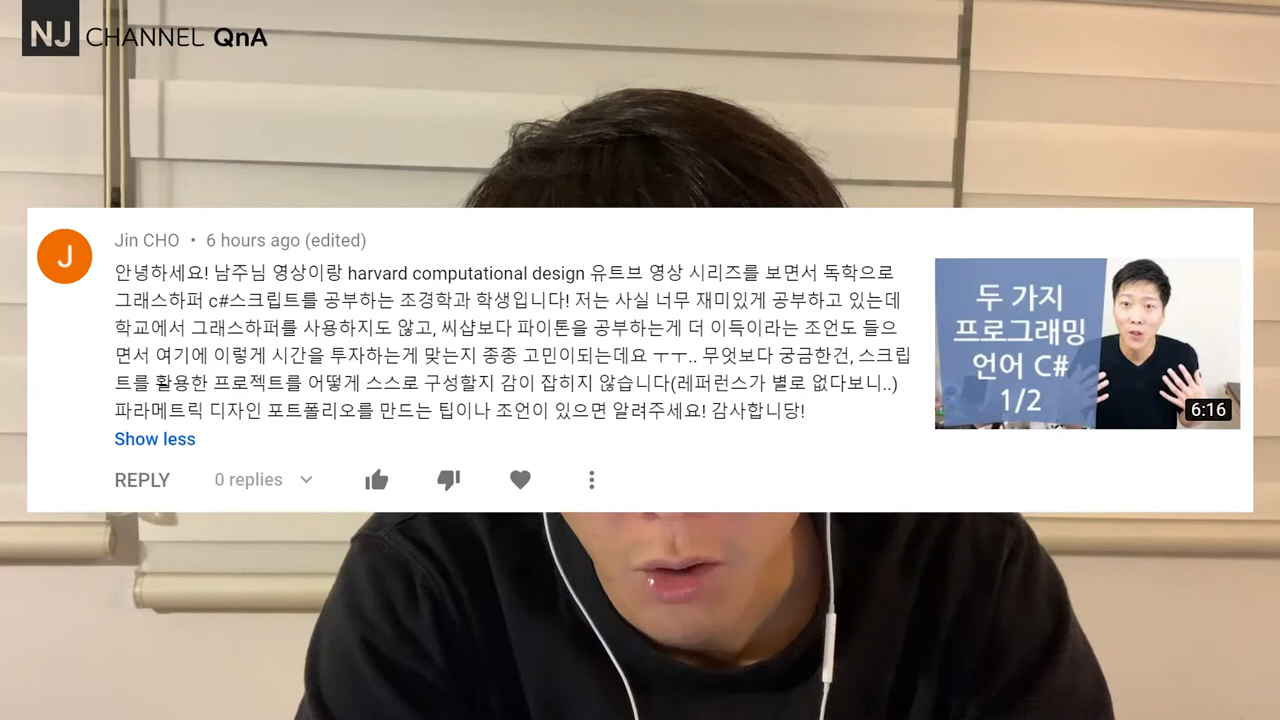 NJ CHANNEL QnA
Jin CHO • 6 hours ago (edited)
안녕하세요! 남주님 영상이랑 harvard computational design 유트브 영상 시리즈를 보면서 독학으로
그래스하퍼 c#스크립트를 공부하는 조경학과 학생입니다! 저는 사실 너무 재미있게 공부하고 있는데
학교에서 그래스하퍼를 사용하지도 않고, 씨샵보다 파이톤을 공부하는게 더 이득이라는 조언도 들으
면서 여기에 이렇게 시간을 투자하는게 맞는지 종종 고민이되는데요 ㅜㅜ.. 무엇보다 궁금한건, 스크립
트를 활용한 프로젝트를 어떻게 스스로 구성할지 감이 잡히지 않습니다(레퍼런스가 별로 없다보니..)
파라메트릭 디자인 포트폴리오를 만드는 팁이나 조언이 있으면 알려주세요! 감사합니당!
Show less
REPLY 0 replies
J
두 가지
프로그래밍
언어 C#
1/2
6:16